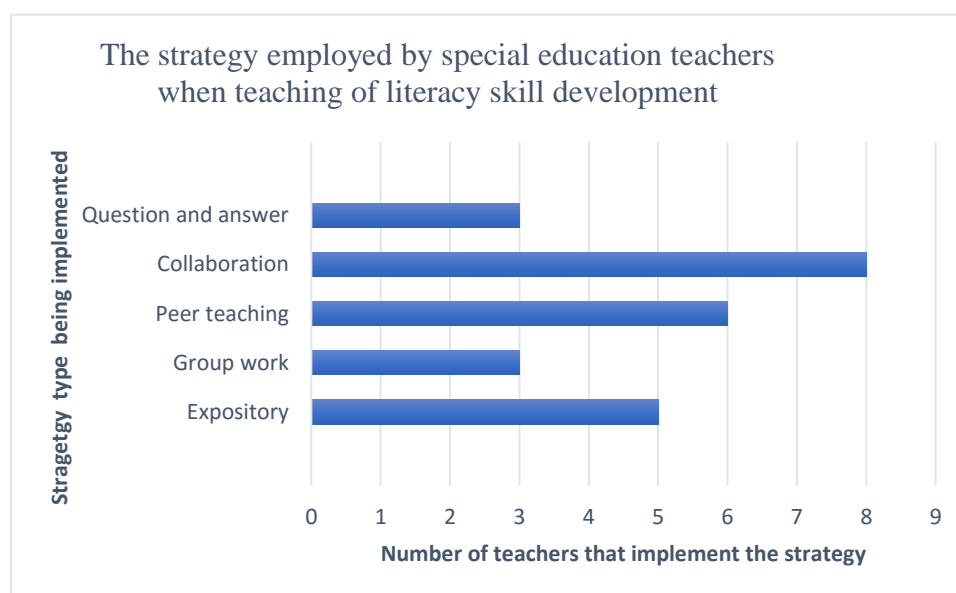 The strategy employed by special education teachers
when teaching of literacy skill development
Stragetgy type being implemented
Question and answer
Collaboration
Peer teaching
Group work
Expository
0 1 2 3 4 5 6 7 8 9
Number of teachers that implement the strategy